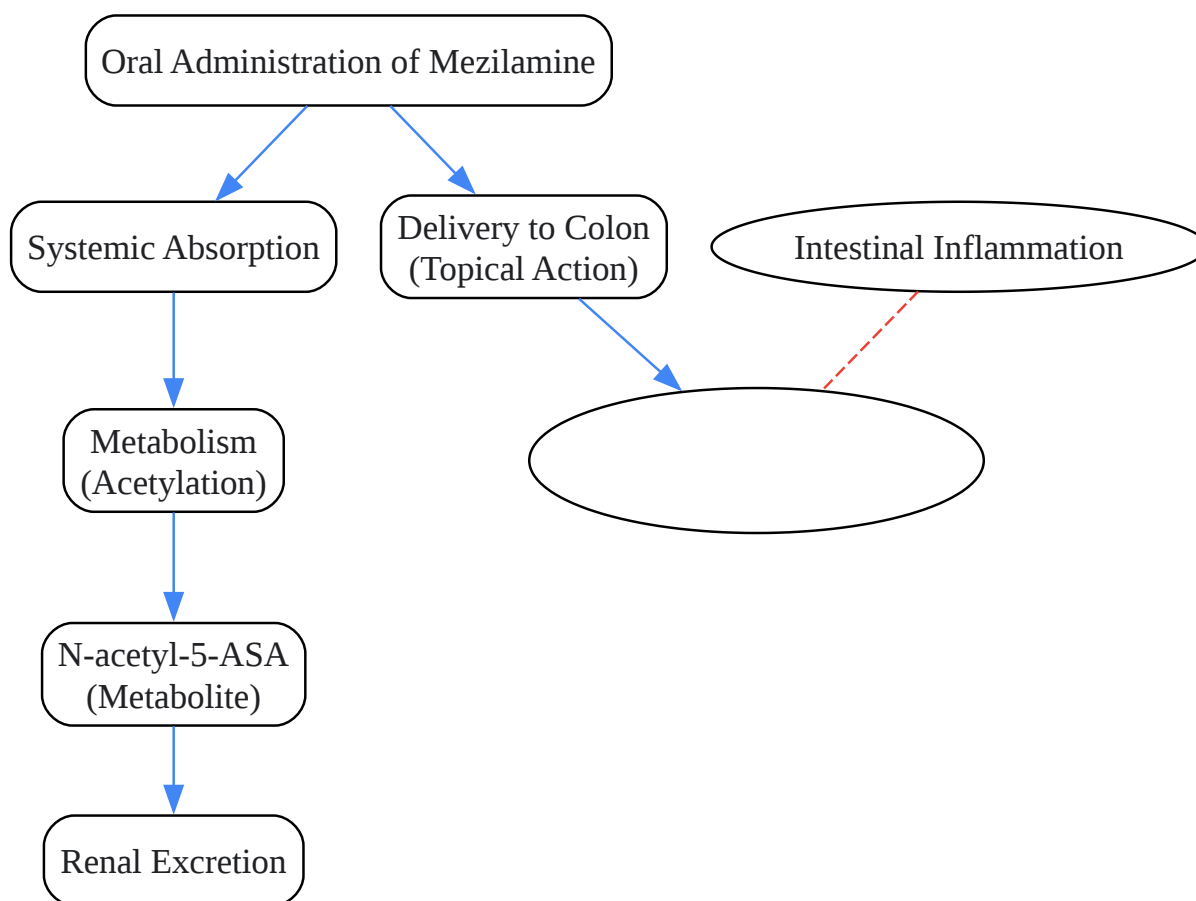 Oral Administration of Mezilamine
Systemic Absorption
Delivery to Colon
(Topical Action)
Intestinal Inflammation
Metabolism
(Acetylation)
N-acetyl-5-ASA
(Metabolite)
Renal Excretion